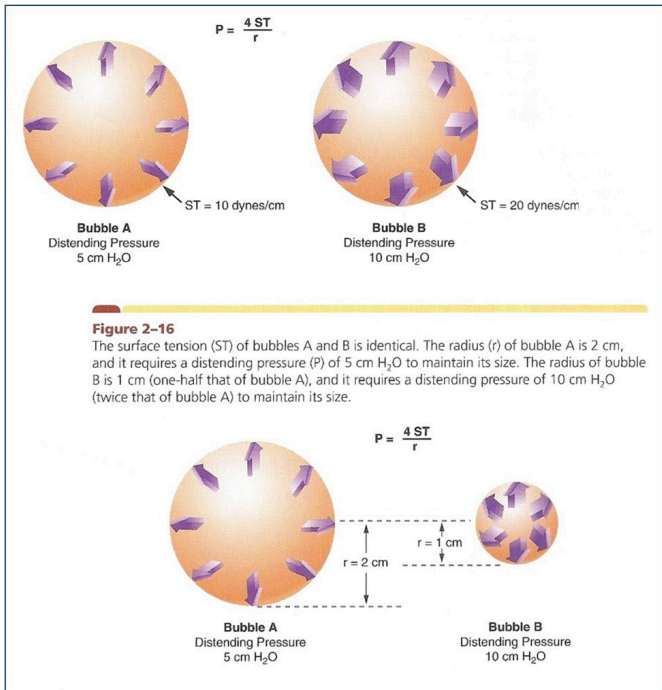 P = 4 ST
r
ST = 10 dynes/cm
ST = 20 dynes/cm
Bubble A
Distending Pressure
5 cm H₂O
Bubble B
Distending Pressure
10 cm H₂O
Figure 2–16
The surface tension (ST) of bubbles A and B is identical. The radius (r) of bubble A is 2 cm,
and it requires a distending pressure (P) of 5 cm H₂O to maintain its size. The radius of bubble
B is 1 cm (one-half that of bubble A), and it requires a distending pressure of 10 cm H₂O
(twice that of bubble A) to maintain its size.
P = 4 ST
r
r = 2 cm
r = 1 cm
Bubble A
Distending Pressure
5 cm H₂O
Bubble B
Distending Pressure
10 cm H₂O